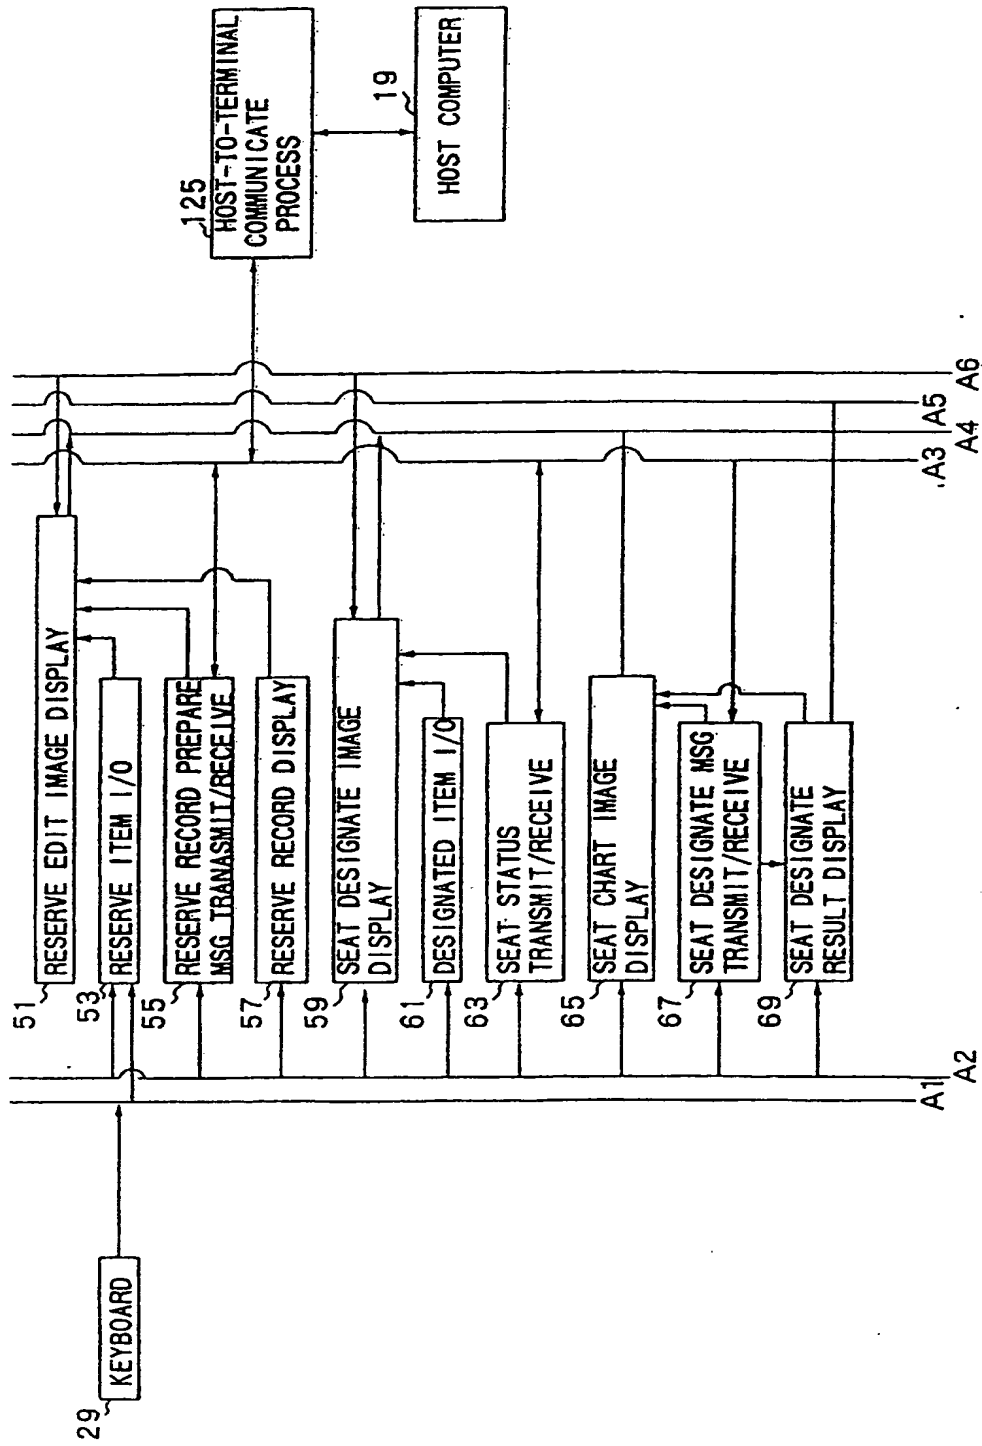 125
HOST-TO-TERMINAL
COMMUNICATE
PROCESS
19
HOST COMPUTER
51
RESERVE EDIT IMAGE DISPLAY
53
RESERVE ITEM I/O
55
RESERVE RECORD PREPARE
MSG TRANASMIT/RECEIVE
57
RESERVE RECORD DISPLAY
59
SEAT DESIGNATE IMAGE
DISPLAY
61
DESIGNATED ITEM I/O
63
SEAT STATUS
TRANSMIT/RECEIVE
65
SEAT CHART IMAGE
DISPLAY
67
SEAT DESIGNATE MSG
TRANSMIT/RECEIVE
69
SEAT DESIGNATE
RESULT DISPLAY
29
KEYBOARD
A1
A2
A3
A4
A5
A6